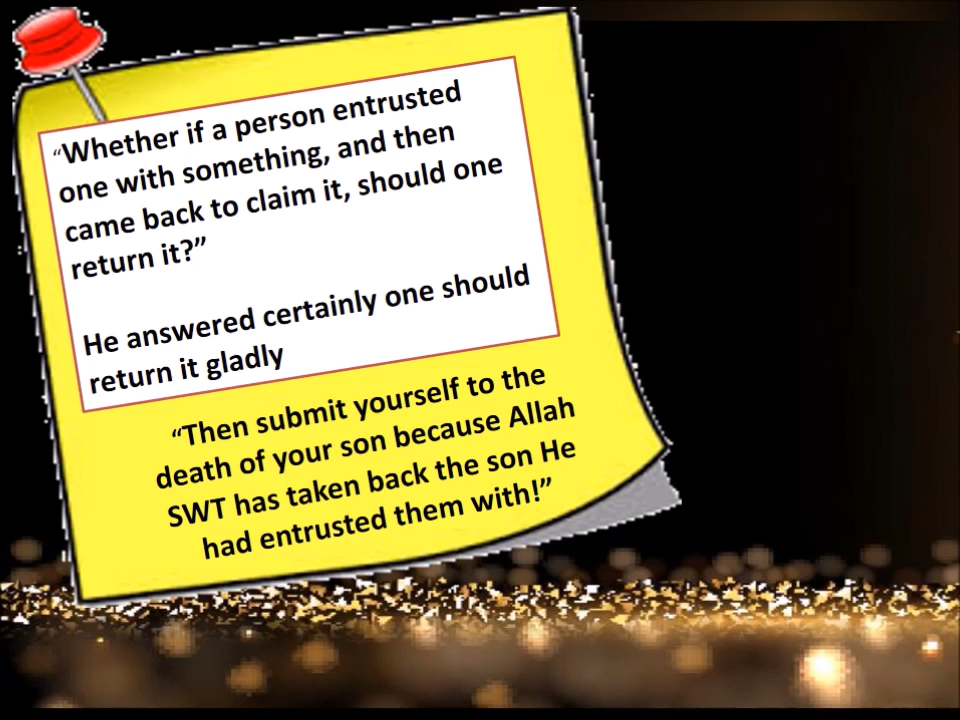 “Whether if a person entrusted
one with something, and then
came back to claim it, should one
return it?”
He answered certainly one should
return it gladly
“Then submit yourself to the
death of your son because Allah
SWT has taken back the son He
had entrusted them with!”